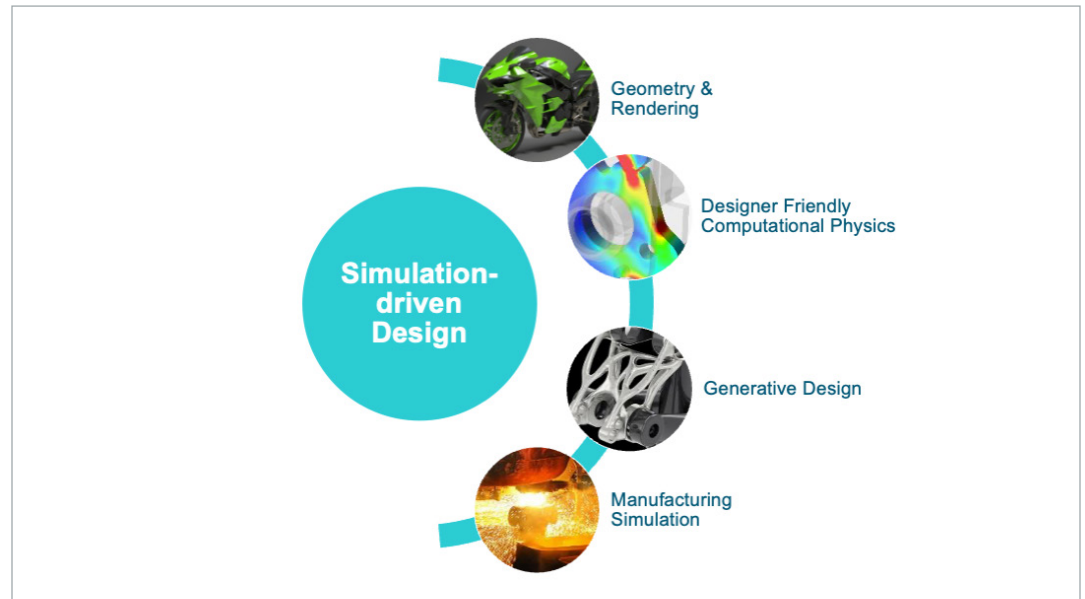 Geometry &
Rendering
Designer Friendly
Computational Physics
Simulation-
driven
Design
Generative Design
Manufacturing
Simulation